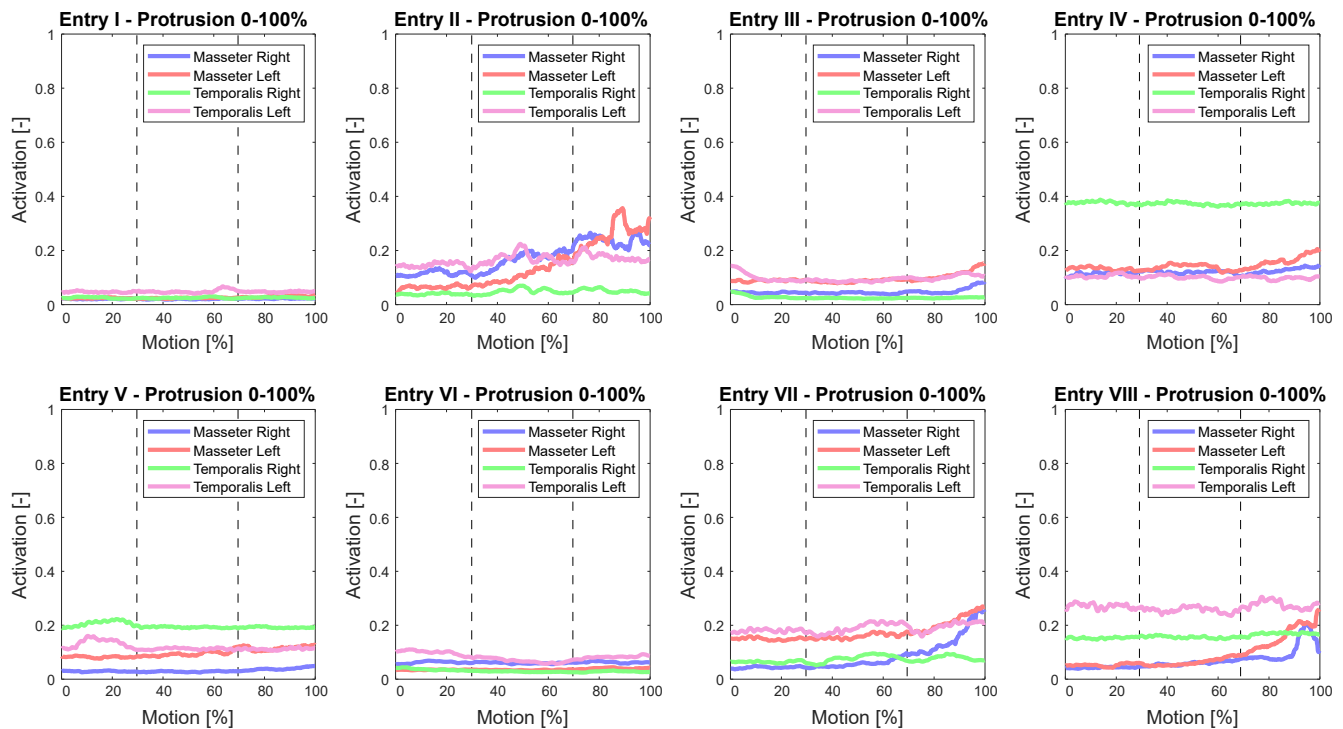 Entry I - Protrusion 0-100%
1
0.8
0.6
0.4
0.2
0
Activation [-]
0 20 40 60 80 100
Motion [%]
Masseter Right
Masseter Left
Temporalis Right
Temporalis Left
Entry II - Protrusion 0-100%
1
0.8
0.6
0.4
0.2
0
Activation [-]
0 20 40 60 80 100
Motion [%]
Masseter Right
Masseter Left
Temporalis Right
Temporalis Left
Entry III - Protrusion 0-100%
1
0.8
0.6
0.4
0.2
0
Activation [-]
0 20 40 60 80 100
Motion [%]
Masseter Right
Masseter Left
Temporalis Right
Temporalis Left
Entry IV - Protrusion 0-100%
1
0.8
0.6
0.4
0.2
0
Activation [-]
0 20 40 60 80 100
Motion [%]
Masseter Right
Masseter Left
Temporalis Right
Temporalis Left
Entry V - Protrusion 0-100%
1
0.8
0.6
0.4
0.2
0
Activation [-]
0 20 40 60 80 100
Motion [%]
Masseter Right
Masseter Left
Temporalis Right
Temporalis Left
Entry VI - Protrusion 0-100%
1
0.8
0.6
0.4
0.2
0
Activation [-]
0 20 40 60 80 100
Motion [%]
Masseter Right
Masseter Left
Temporalis Right
Temporalis Left
Entry VII - Protrusion 0-100%
1
0.8
0.6
0.4
0.2
0
Activation [-]
0 20 40 60 80 100
Motion [%]
Masseter Right
Masseter Left
Temporalis Right
Temporalis Left
Entry VIII - Protrusion 0-100%
1
0.8
0.6
0.4
0.2
0
Activation [-]
0 20 40 60 80 100
Motion [%]
Masseter Right
Masseter Left
Temporalis Right
Temporalis Left